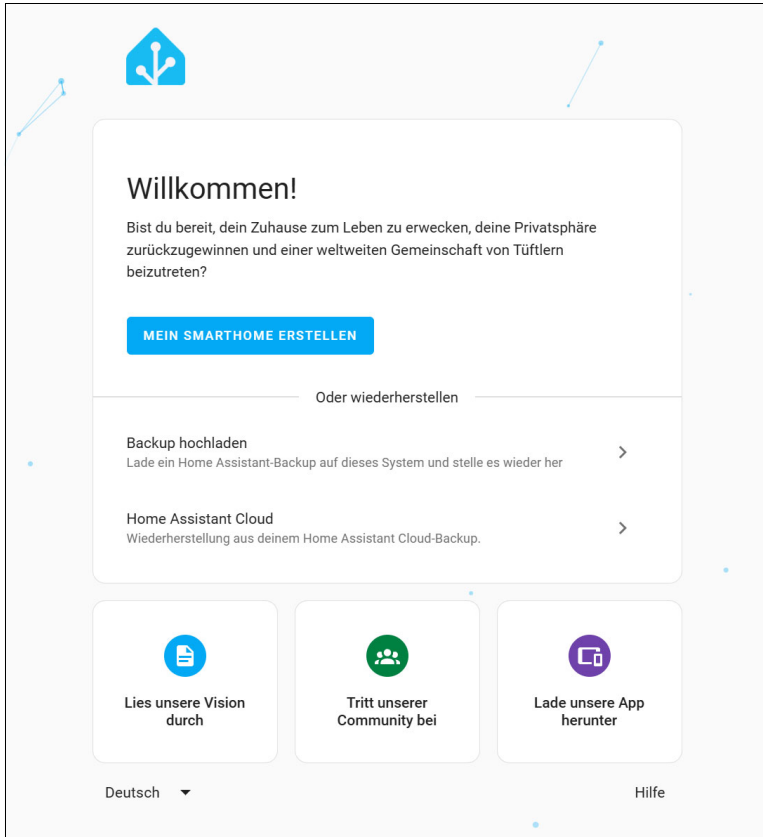 Willkommen!
Bist du bereit, dein Zuhause zum Leben zu erwecken, deine Privatsphäre
zurückzugewinnen und einer weltweiten Gemeinschaft von Tüftlern
beizutreten?
MEIN SMARTHOME ERSTELLEN
Oder wiederherstellen
Backup hochladen
Lade ein Home Assistant-Backup auf dieses System und stelle es wieder her
Home Assistant Cloud
Wiederherstellung aus deinem Home Assistant Cloud-Backup.
Lies unsere Vision
durch
Tritt unserer
Community bei
Lade unsere App
herunter
Deutsch
Hilfe